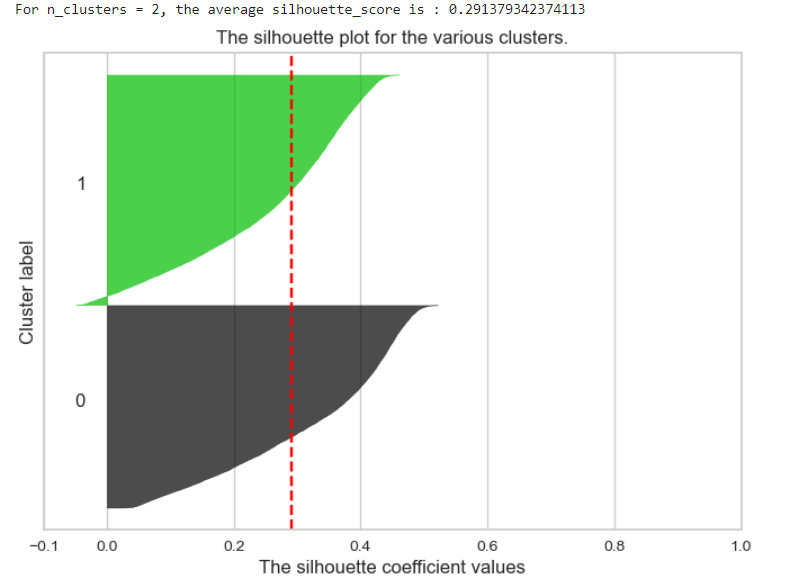 For n_clusters = 2, the average silhouette_score is : 0.291379342374113
The silhouette plot for the various clusters.
Cluster label
1
0
−0.1 0.0 0.2 0.4 0.6 0.8 1.0
The silhouette coefficient values